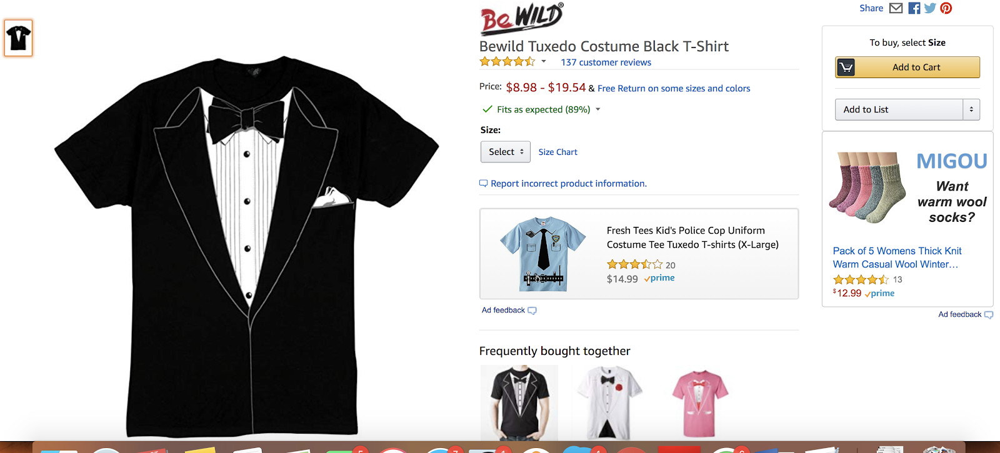 BeWILD®
Bewild Tuxedo Costume Black T-Shirt
137 customer reviews
Price: $8.98 - $19.54 & Free Return on some sizes and colors
Fits as expected (89%)
Size:
Select
Size Chart
Report incorrect product information.
Fresh Tees Kid's Police Cop Uniform
Costume Tee Tuxedo T-shirts (X-Large)
20
$14.99 prime
Ad feedback
Frequently bought together
Share
To buy, select Size
Add to Cart
Add to List
MIGOU
Want
warm wool
socks?
Pack of 5 Womens Thick Knit
Warm Casual Wool Winter…
13
$12.99 prime
Ad feedback